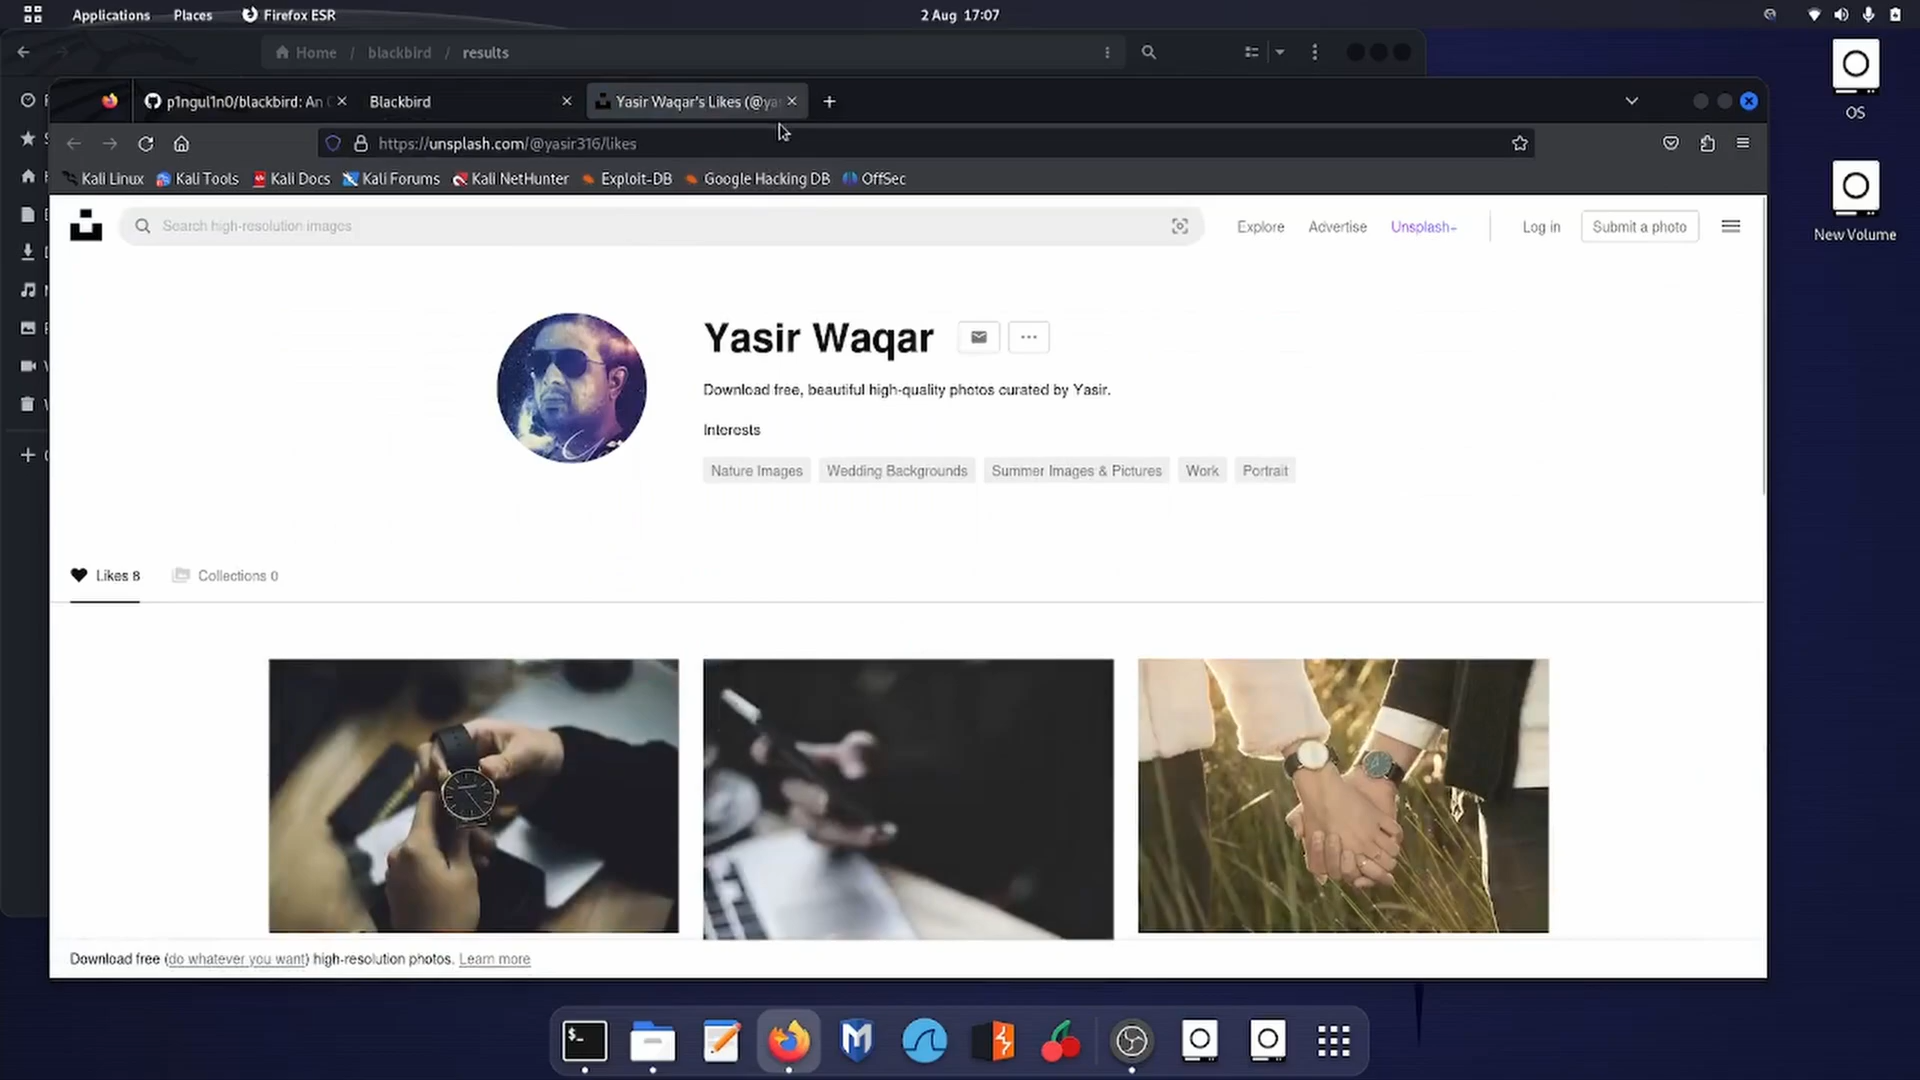 Applications Places Firefox ESR 2 Aug 17:07
Home / blackbird / results
p1ngul1n0/blackbird: An Blackbird Yasir Waqar's Likes (@ya
https://unsplash.com/@yasir316/likes
Kali Linux Kali Tools Kali Docs Kali Forums Kali NetHunter Exploit-DB Google Hacking DB OffSec
OS
New Volume
Search high-resolution images Explore Advertise Unsplash+ Log in Submit a photo
Yasir Waqar
Download free, beautiful high-quality photos curated by Yasir.
Interests
Nature Images Wedding Backgrounds Summer Images & Pictures Work Portrait
Likes 8 Collections 0
Download free (do whatever you want) high-resolution photos. Learn more